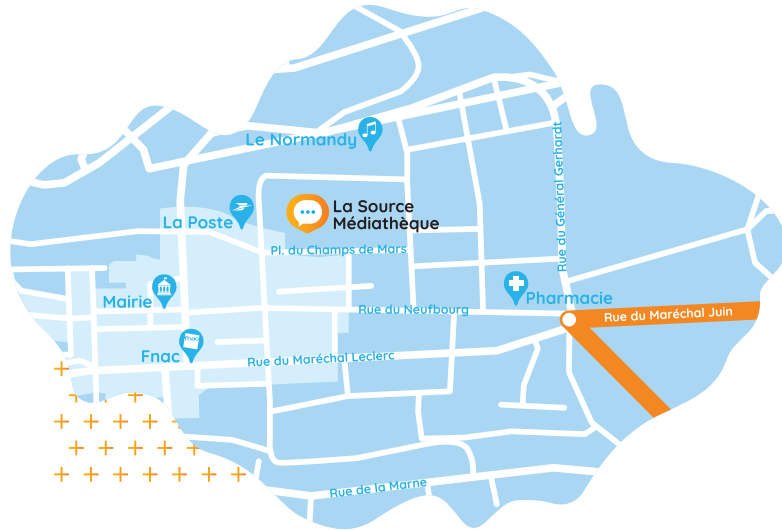 Le Normandy
Rue du Général Gerhardt
La Source
Médiathèque
La Poste
Pl. du Champs de Mars
Mairie
Pharmacie
Rue du Neufbourg
Rue du Maréchal Juin
fnac
Fnac
Rue du Maréchal Leclerc
Rue de la Marne